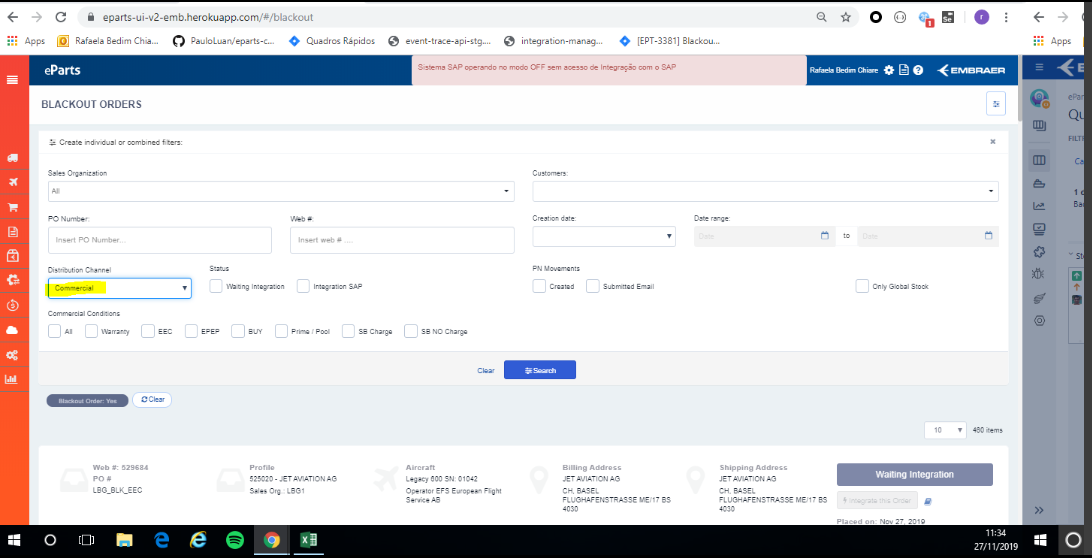 eparts-ui-v2-emb.herokuapp.com/#/blackout
Apps
Rafaela Bedim Chia...
PauloLuan/eparts-c...
Quadros Rápidos
event-trace-api-stg....
integration-manag...
[EPT-3381] Blackou...
Apps
eParts
Sistema SAP operando no modo OFF sem acesso de Integração com o SAP
Rafaela Bedim Chiare
EMBRAER
BLACKOUT ORDERS
Create individual or combined filters:
Sales Organization
All
Customers:
PO Number:
Insert PO Number...
Web #:
Insert web # ....
Creation date:
Date range:
Date
to
Date
Distribution Channel
Commercial
Status
Waiting Integration
Integration SAP
PN Movements
Created
Submitted Email
Only Global Stock
Commercial Conditions
All
Warranty
EEC
EPEP
BUY
Prime / Pool
SB Charge
SB NO Charge
Clear
Search
Blackout Order: Yes
Clear
10
490 items
Web #: 529684
PO #
LBG_BLK_EEC
Profile
525020 - JET AVIATION AG
Sales Org.: LBG1
Aircraft
Legacy 600 SN: 01042
Operator EFS European Flight
Service AB
Billing Address
JET AVIATION AG
CH, BASEL
FLUGHAFENSTRASSE ME/17 BS
4030
Shipping Address
JET AVIATION AG
CH, BASEL
FLUGHAFENSTRASSE ME/17 BS
4030
Waiting Integration
Integrate this Order
Placed on: Nov 27, 2019
ePar
Qu
FILT
Ca
1 c
Ba
St
11:34
27/11/2019